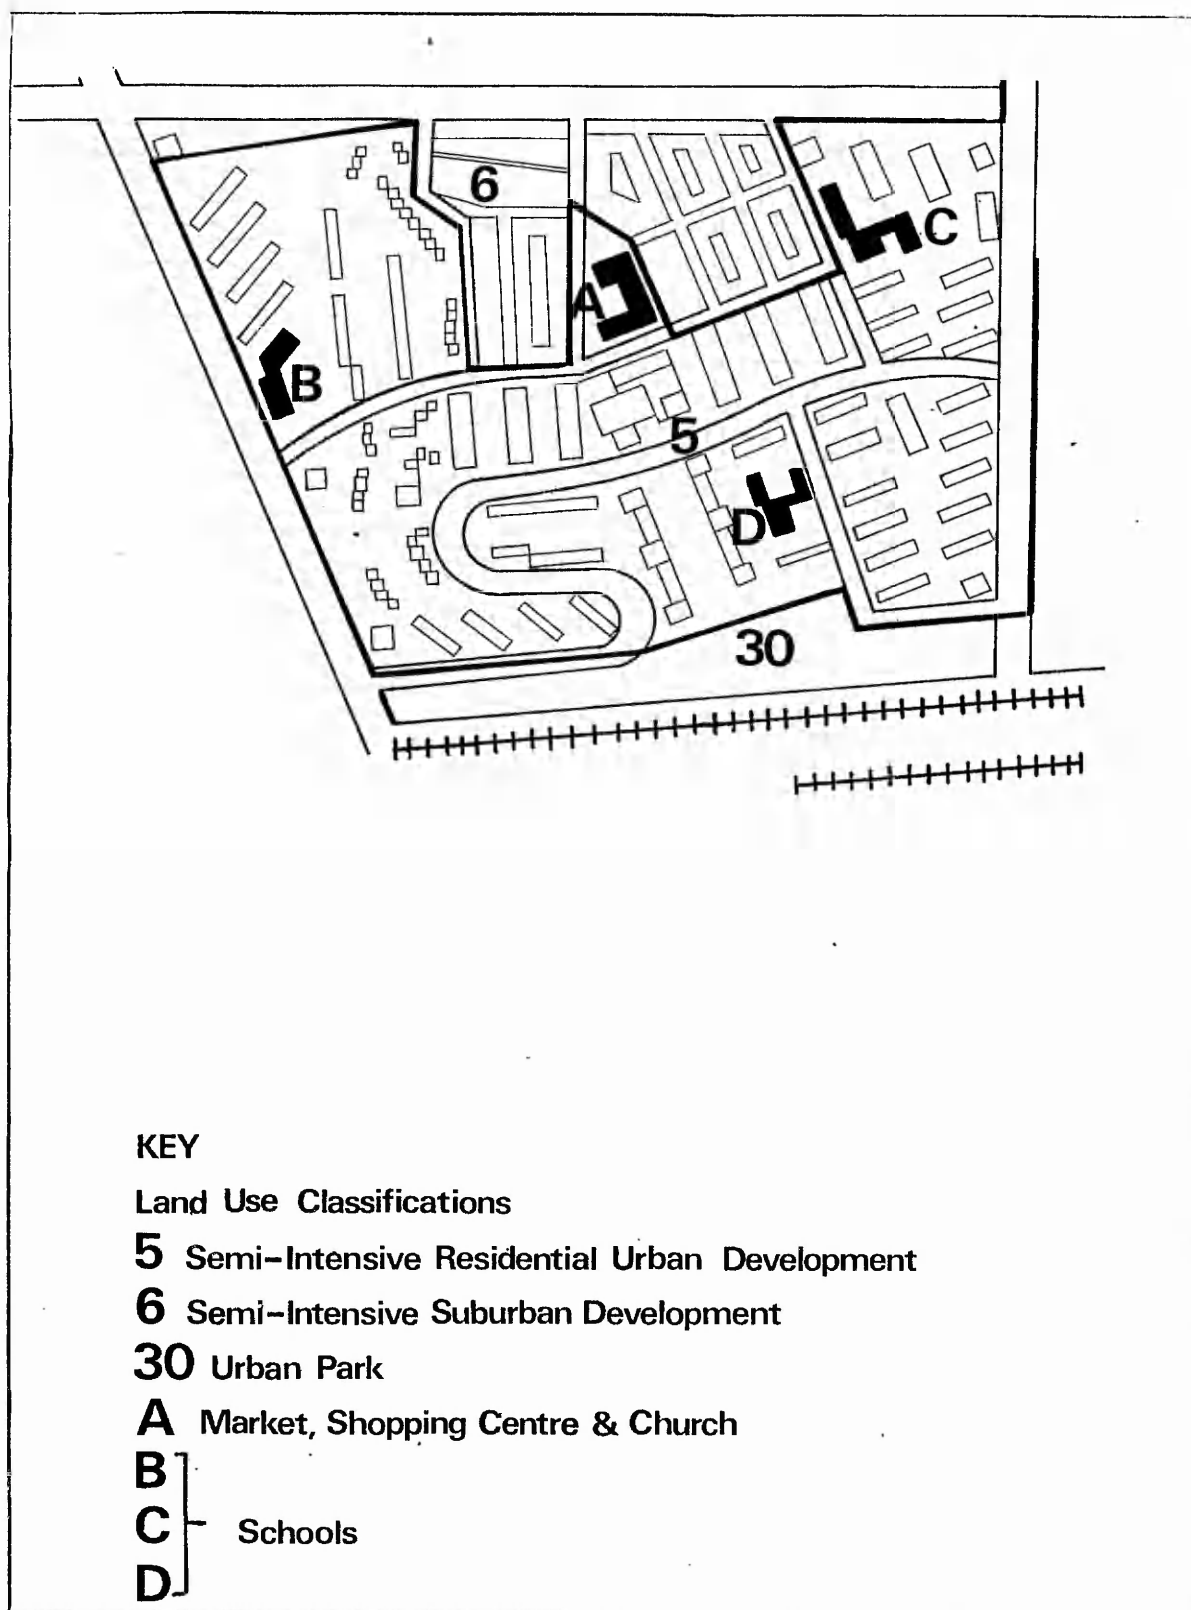 6
A
C
B
5
D
30
KEY
Land Use Classifications
5 Semi-Intensive Residential Urban Development
6 Semi-Intensive Suburban Development
30 Urban Park
A Market, Shopping Centre & Church
B
C Schools
D